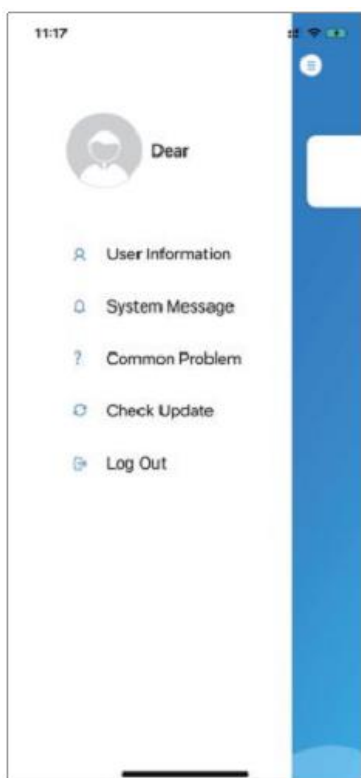 11:17
Dear
User Information
System Message
Common Problem
Check Update
Log Out